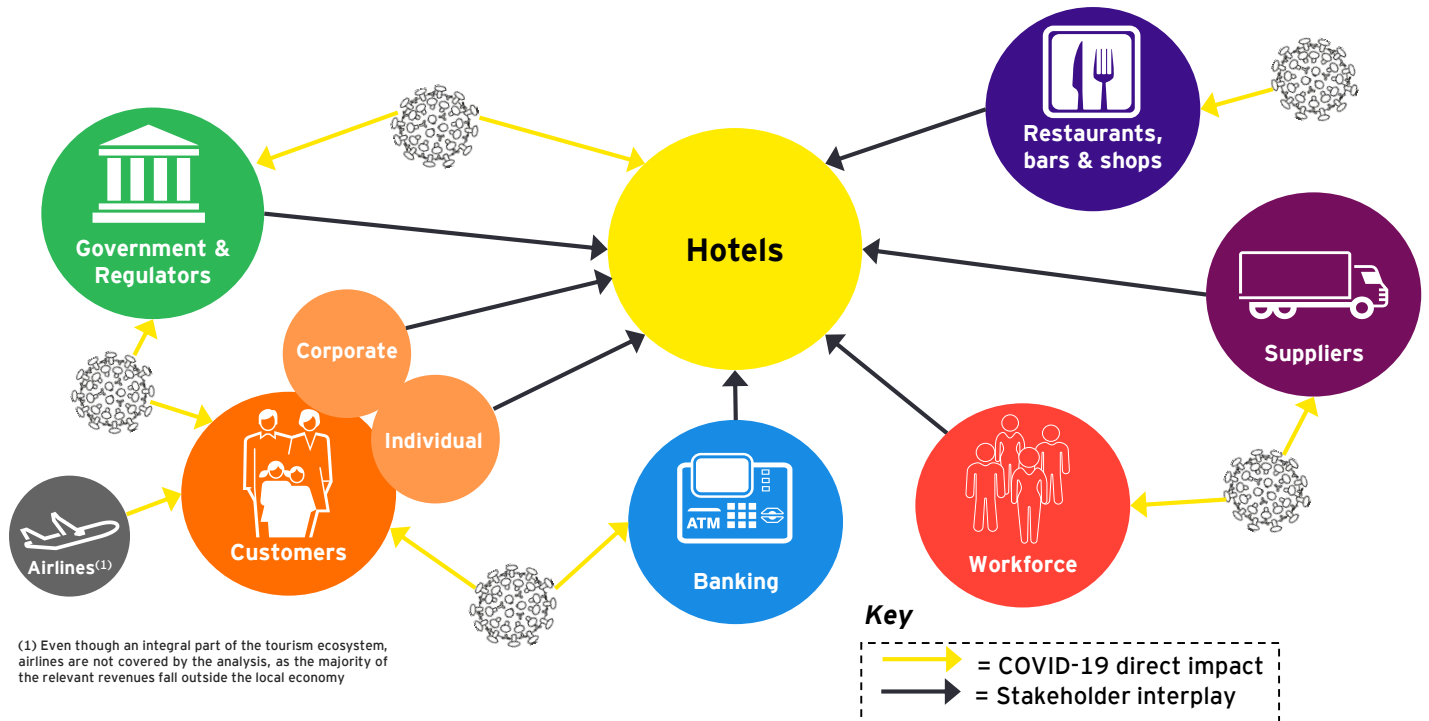 Restaurants,
bars & shops
Government &
Regulators
Hotels
Corporate
Individual
Suppliers
ATM
Customers
Airlines(1)
Banking
Workforce
(1) Even though an integral part of the tourism ecosystem,
airlines are not covered by the analysis, as the majority of
the relevant revenues fall outside the local economy
Key
= COVID-19 direct impact
= Stakeholder interplay